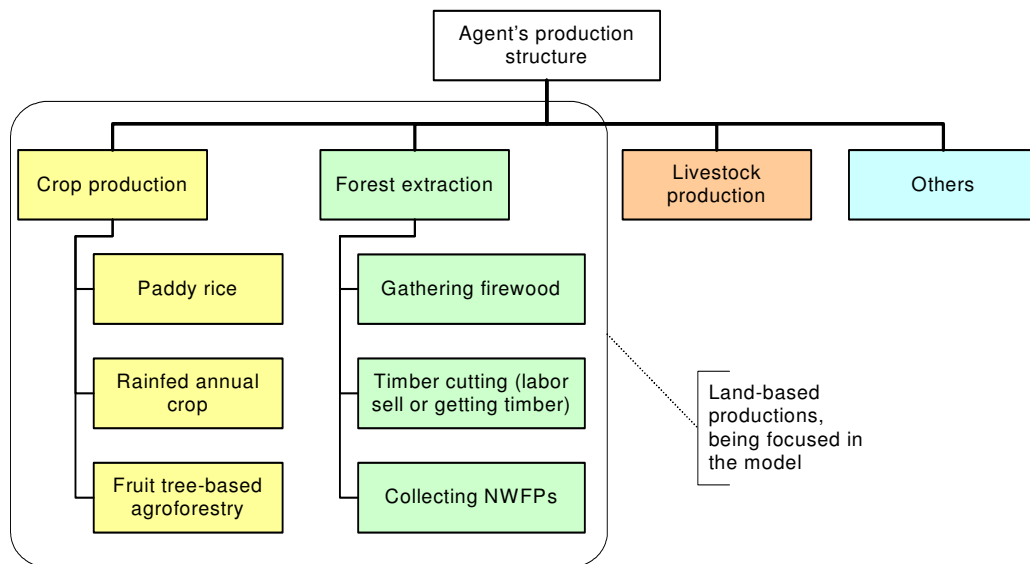 Agent's production
structure
Crop production
Forest extraction
Livestock
production
Others
Paddy rice
Gathering firewood
Rainfed annual
crop
Timber cutting (labor
sell or getting timber)
Land-based
productions,
being focused in
the model
Fruit tree-based
agroforestry
Collecting NWFPs